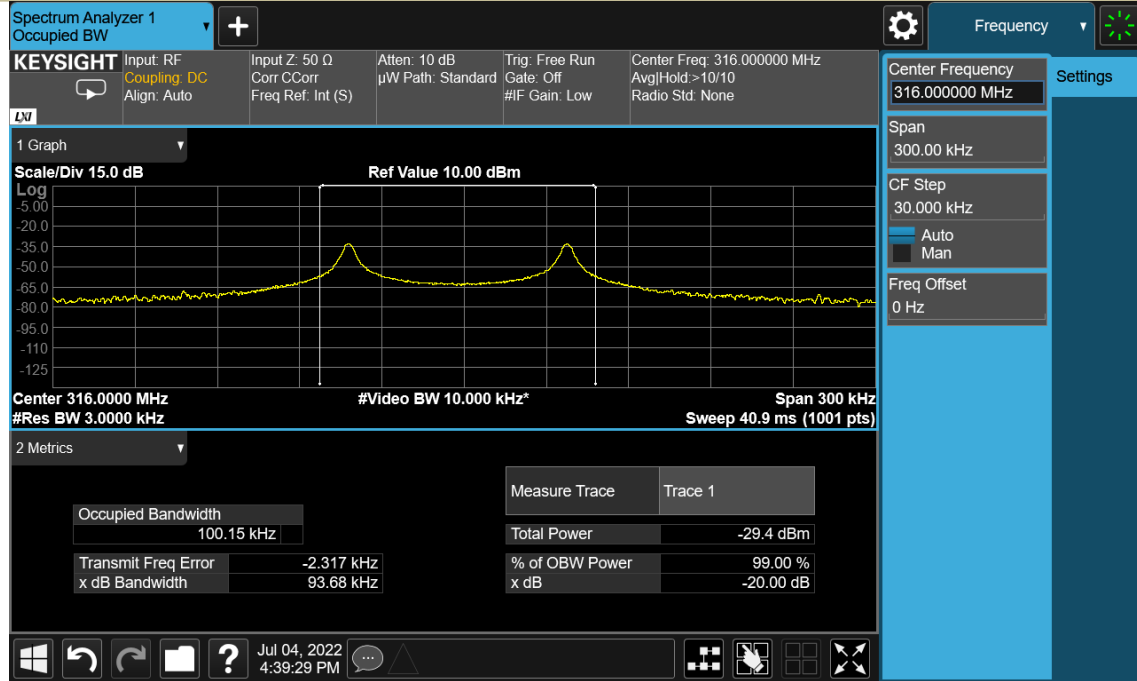 Spectrum Analyzer 1
Occupied BW
+
Frequency
KEYSIGHT
LXI
Input: RF
Coupling: DC
Align: Auto
Input Z: 50 Ω
Corr CCorr
Freq Ref: Int (S)
Atten: 10 dB
µW Path: Standard
Trig: Free Run
Gate: Off
#IF Gain: Low
Center Freq: 316.000000 MHz
Avg|Hold:>10/10
Radio Std: None
Center Frequency
316.000000 MHz
Settings
Span
300.00 kHz
CF Step
30.000 kHz
Auto
Man
Freq Offset
0 Hz
1 Graph
Scale/Div 15.0 dB
Ref Value 10.00 dBm
Log
-5.00
-20.0
-35.0
-50.0
-65.0
-80.0
-95.0
-110
-125
Center 316.0000 MHz
#Video BW 10.000 kHz*
Span 300 kHz
#Res BW 3.0000 kHz
Sweep 40.9 ms (1001 pts)
2 Metrics
Measure Trace
Trace 1
Occupied Bandwidth
100.15 kHz
Total Power
-29.4 dBm
Transmit Freq Error
-2.317 kHz
% of OBW Power
99.00 %
x dB Bandwidth
93.68 kHz
x dB
-20.00 dB
?
Jul 04, 2022
4:39:29 PM